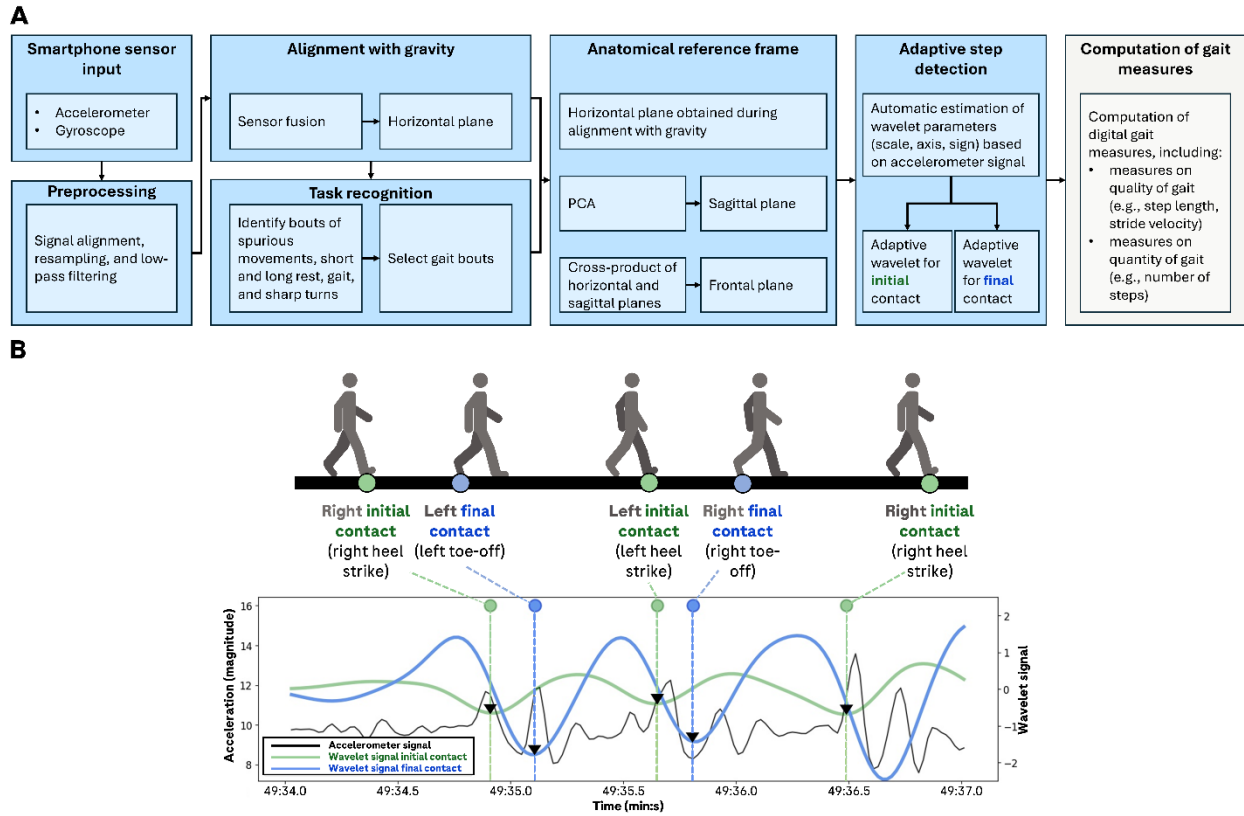 A
Smartphone sensor
input
• Accelerometer
• Gyroscope
Preprocessing
Signal alignment,
resampling, and low-
pass filtering
Alignment with gravity
Sensor fusion
Horizontal plane
Task recognition
Identify bouts of
spurious
movements, short
and long rest, gait,
and sharp turns
Select gait bouts
Anatomical reference frame
Horizontal plane obtained during
alignment with gravity
PCA
Sagittal plane
Cross-product of
horizontal and
sagittal planes
Frontal plane
Adaptive step
detection
Automatic estimation of
wavelet parameters
(scale, axis, sign) based
on accelerometer signal
Adaptive
wavelet for
initial
contact
Adaptive
wavelet
for final
contact
Computation of gait
measures
Computation of
digital gait
measures, including:
• measures on
quality of gait
(e.g., step length,
stride velocity)
• measures on
quantity of gait
(e.g., number of
steps)
B
Right initial
contact
(right heel
strike)
Left final
contact
(left toe-off)
Left initial
contact
(left heel
strike)
Right final
contact
(right toe-
off)
Right initial
contact
(right heel
strike)
Acceleration (magnitude)
16
14
12
10
8
Accelerometer signal
Wavelet signal initial contact
Wavelet signal final contact
2
1
0
−1
−2
Wavelet signal
49:34.0
49:34.5
49:35.0
49:35.5
49:36.0
49:36.5
49:37.0
Time (min:s)